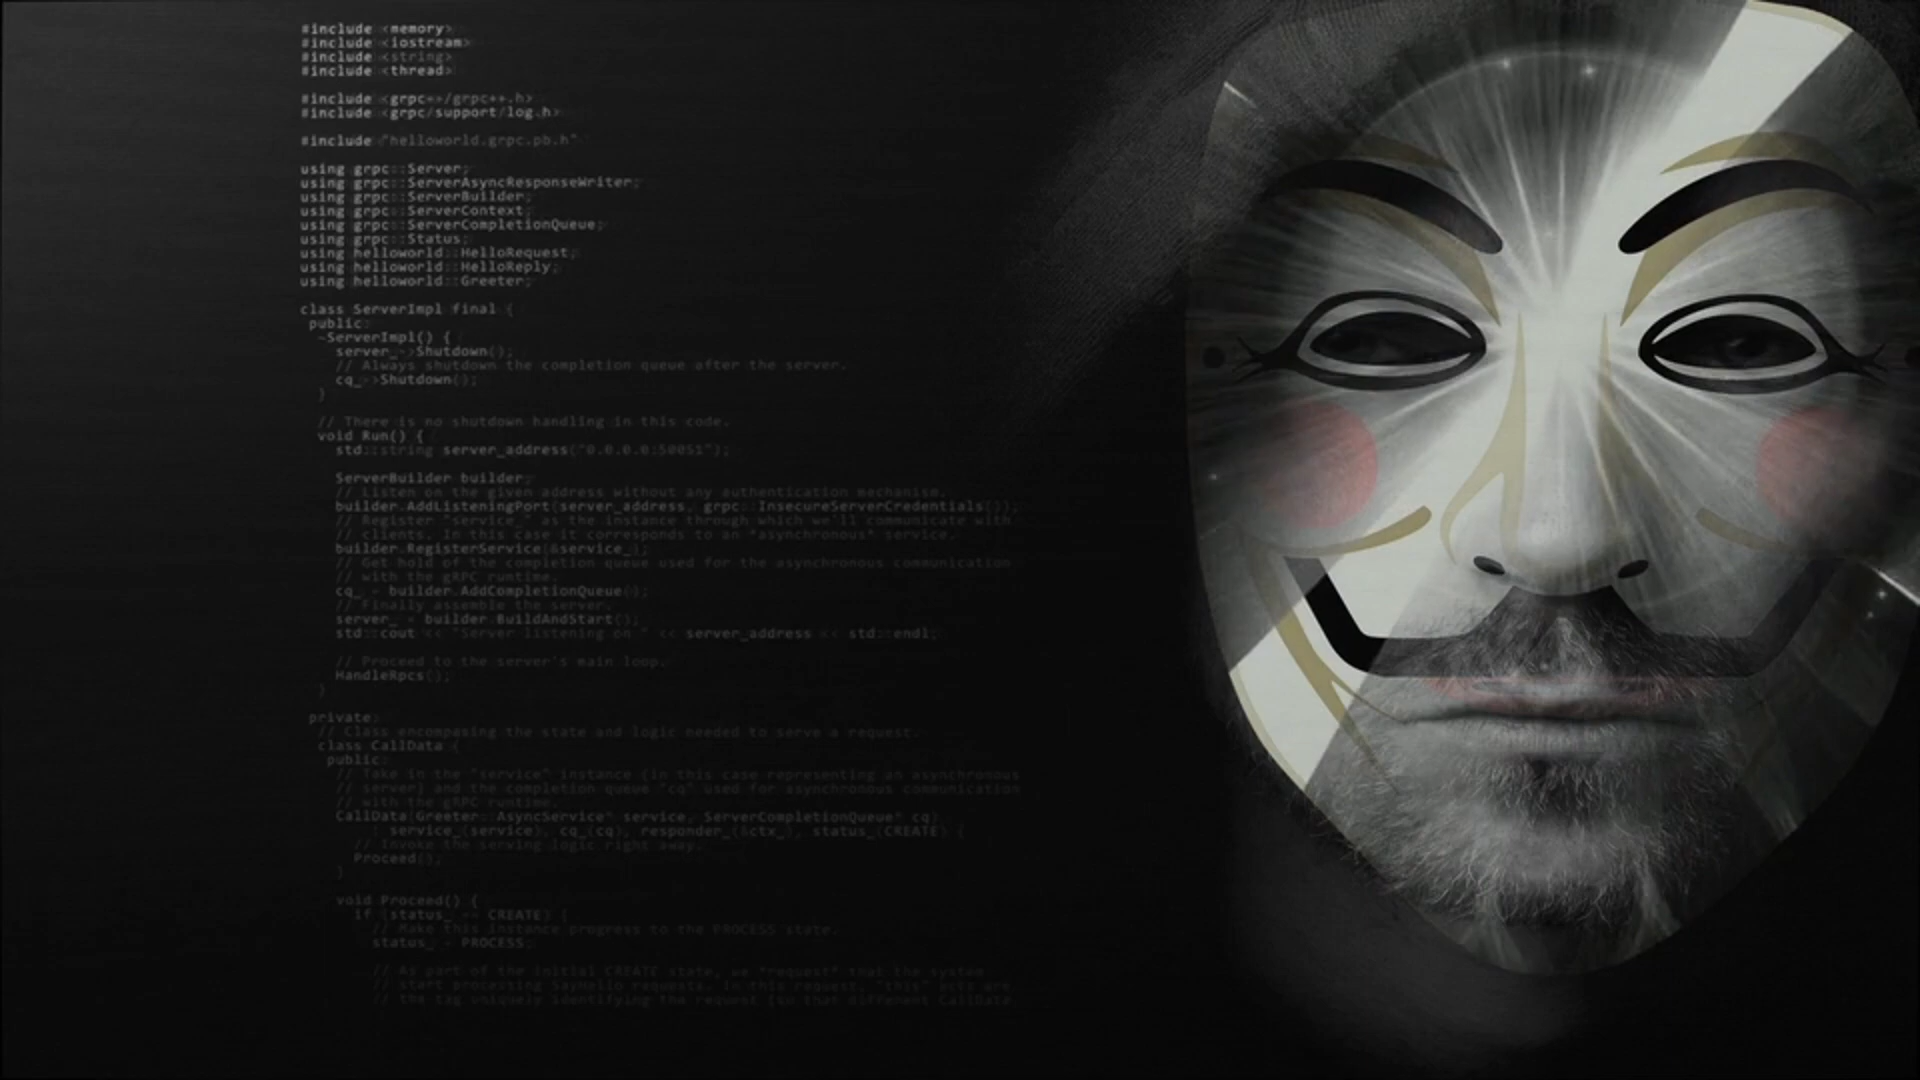 #include <memory>
#include <iostream>
#include <string>
#include <thread>
#include <grpc++/grpc++.h>
#include <grpc/support/log.h>
#include "helloworld.grpc.pb.h"
using grpc::Server;
using grpc::ServerAsyncResponseWriter;
using grpc::ServerBuilder;
using grpc::ServerContext;
using grpc::ServerCompletionQueue;
using grpc::Status;
using helloworld::HelloRequest;
using helloworld::HelloReply;
using helloworld::Greeter;
class ServerImpl final {
public:
~ServerImpl() {
server_->Shutdown();
// Always shutdown the completion queue after the server.
cq_->Shutdown();
}
// There is no shutdown handling in this code.
void Run() {
std::string server_address("0.0.0.0:50051");
ServerBuilder builder;
// Listen on the given address without any authentication mechanism.
builder.AddListeningPort(server_address, grpc::InsecureServerCredentials());
// Register "service_" as the instance through which we'll communicate with
// clients. In this case it corresponds to an *asynchronous* service.
builder.RegisterService(&service_);
// Get hold of the completion queue used for the asynchronous communication
// with the gRPC runtime.
cq_ = builder.AddCompletionQueue();
// Finally assemble the server.
server_ = builder.BuildAndStart();
std::cout << "Server listening on " << server_address << std::endl;
// Proceed to the server's main loop.
HandleRpcs();
}
private:
// Class encompasing the state and logic needed to serve a request.
class CallData {
public:
// Take in the "service" instance (in this case representing an asynchronous
// server) and the completion queue "cq" used for asynchronous communication
// with the gRPC runtime.
CallData(Greeter::AsyncService* service, ServerCompletionQueue* cq)
: service_(service), cq_(cq), responder_(&ctx_), status_(CREATE) {
// Invoke the serving logic right away.
Proceed();
}
void Proceed() {
if (status_ == CREATE) {
// Make this instance progress to the PROCESS state.
status_ = PROCESS;
// As part of the initial CREATE state, we *request* that the system
// start processing SayHello requests. In this request, "this" acts are
// the tag uniquely identifying the request (so that different CallData